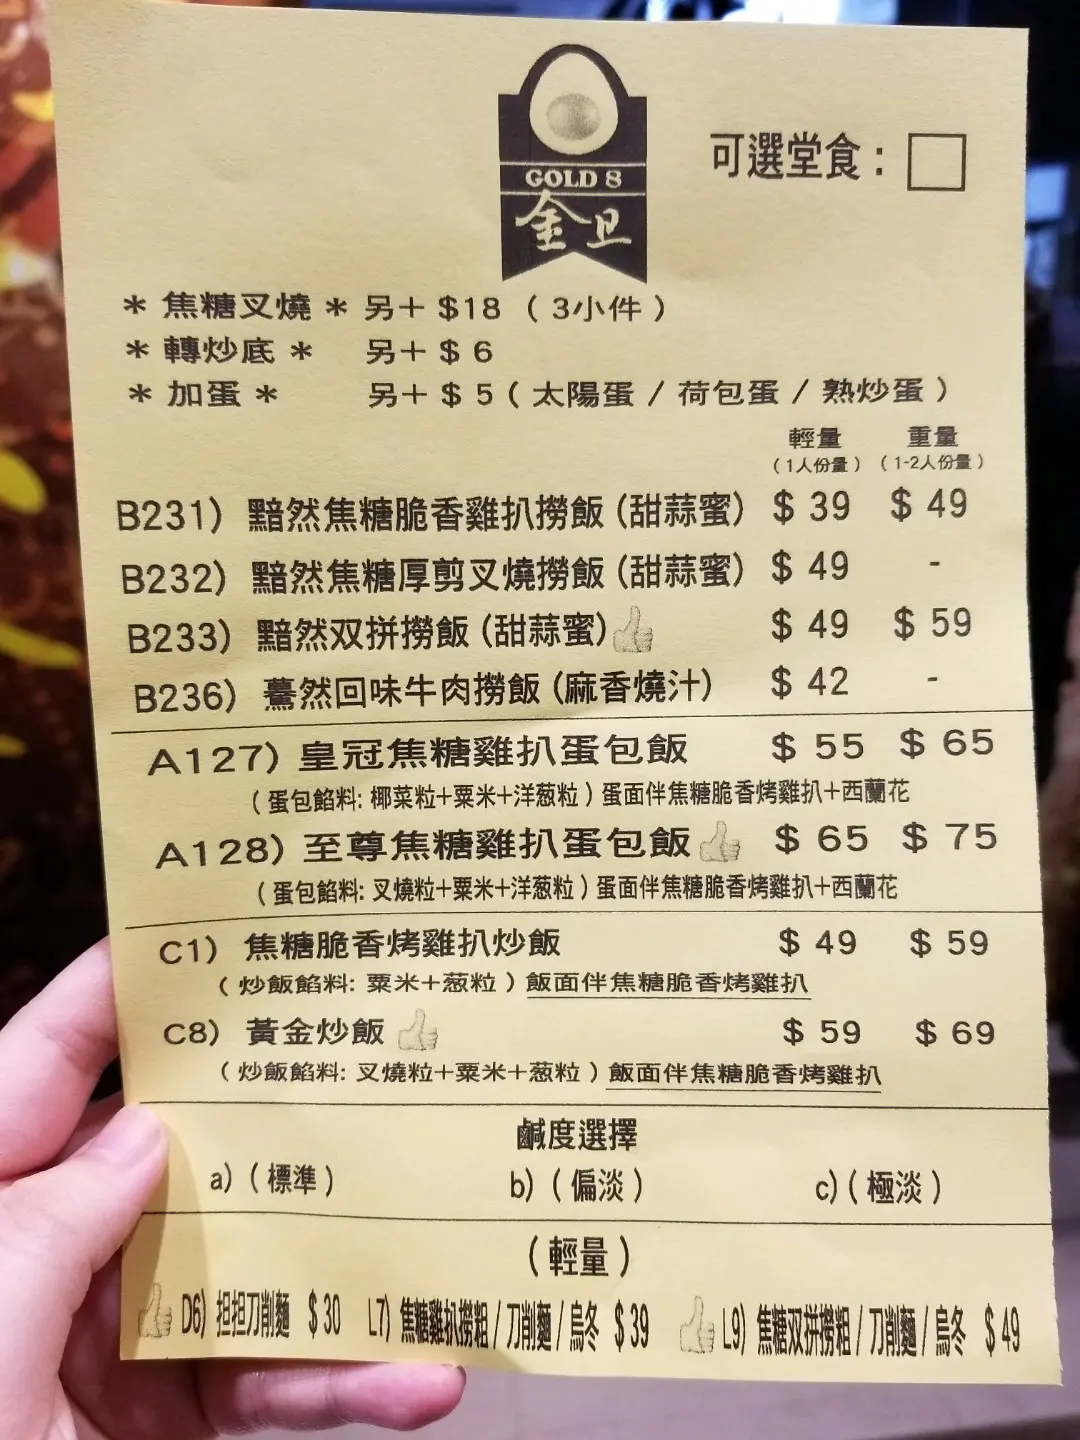 GOLD 8
金旦
可選堂食：
* 焦糖叉燒 * 另＋ $18 （3小件）
* 轉炒底 * 另＋ $ 6
* 加蛋 * 另＋ $ 5（太陽蛋 / 荷包蛋 / 熟炒蛋）
輕量 重量
（1人份量）（1-2人份量）
B231）黯然焦糖脆香雞扒撈飯(甜蒜蜜) $ 39 $ 49
B232）黯然焦糖厚剪叉燒撈飯(甜蒜蜜) $ 49 -
B233）黯然双拼撈飯(甜蒜蜜) $ 49 $ 59
B236）驀然回味牛肉撈飯(麻香燒汁) $ 42 -
A127）皇冠焦糖雞扒蛋包飯 $ 55 $ 65
（蛋包餡料: 椰菜粒+粟米+洋葱粒）蛋面伴焦糖脆香烤雞扒+西蘭花
A128）至尊焦糖雞扒蛋包飯 $ 65 $ 75
（蛋包餡料: 叉燒粒+粟米+洋葱粒）蛋面伴焦糖脆香烤雞扒+西蘭花
C1）焦糖脆香烤雞扒炒飯 $ 49 $ 59
（炒飯餡料: 粟米+葱粒）飯面伴焦糖脆香烤雞扒
C8）黃金炒飯 $ 59 $ 69
（炒飯餡料: 叉燒粒+粟米+葱粒）飯面伴焦糖脆香烤雞扒
鹹度選擇
a)（標準） b)（偏淡） c)（極淡）
（輕量）
D6) 担担刀削麵 $ 30 L7) 焦糖雞扒撈粗 / 刀削麵 / 烏冬 $ 39 L9) 焦糖双拼撈粗 / 刀削麵 / 烏冬 $ 49